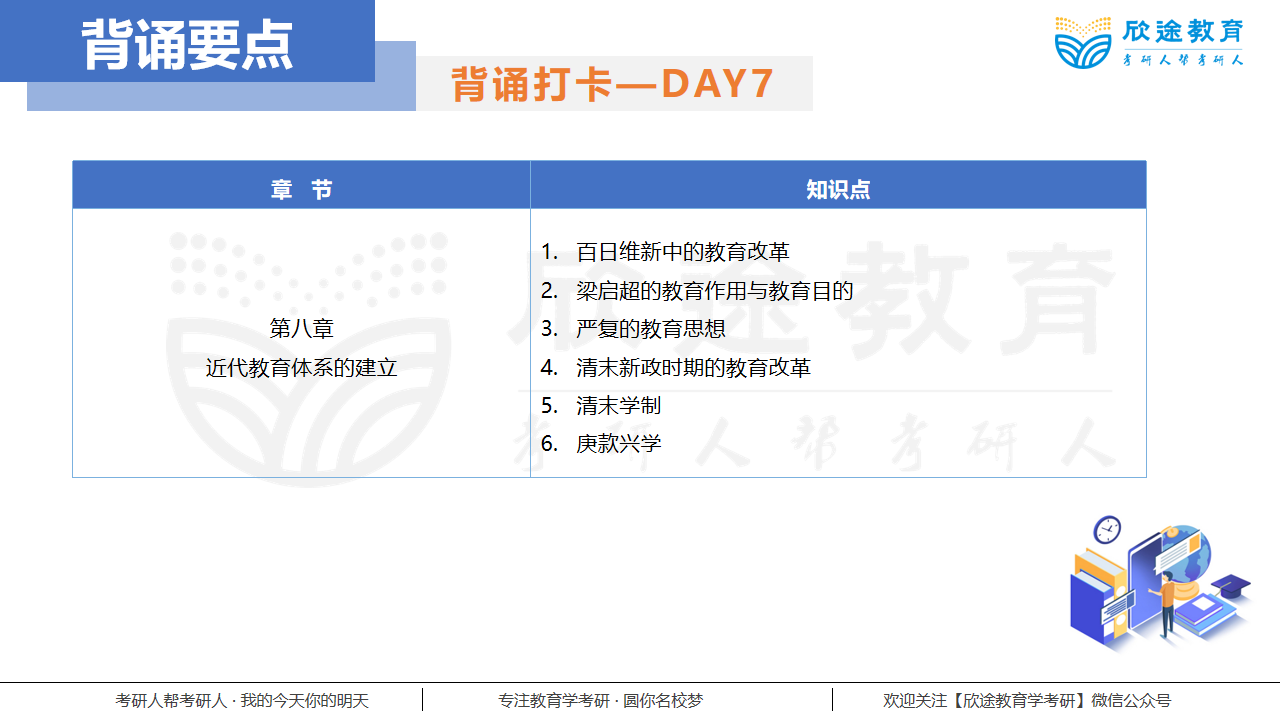 背诵要点
欣途教育
考研人帮考研人
背诵打卡—DAY7
章 节
知识点
第八章
近代教育体系的建立
1. 百日维新中的教育改革
2. 梁启超的教育作用与教育目的
3. 严复的教育思想
4. 清末新政时期的教育改革
5. 清末学制
6. 庚款兴学
欣途教育
考研人帮考研人
考研人帮考研人 · 我的今天你的明天
专注教育学考研 · 圆你名校梦
欢迎关注【欣途教育学考研】微信公众号